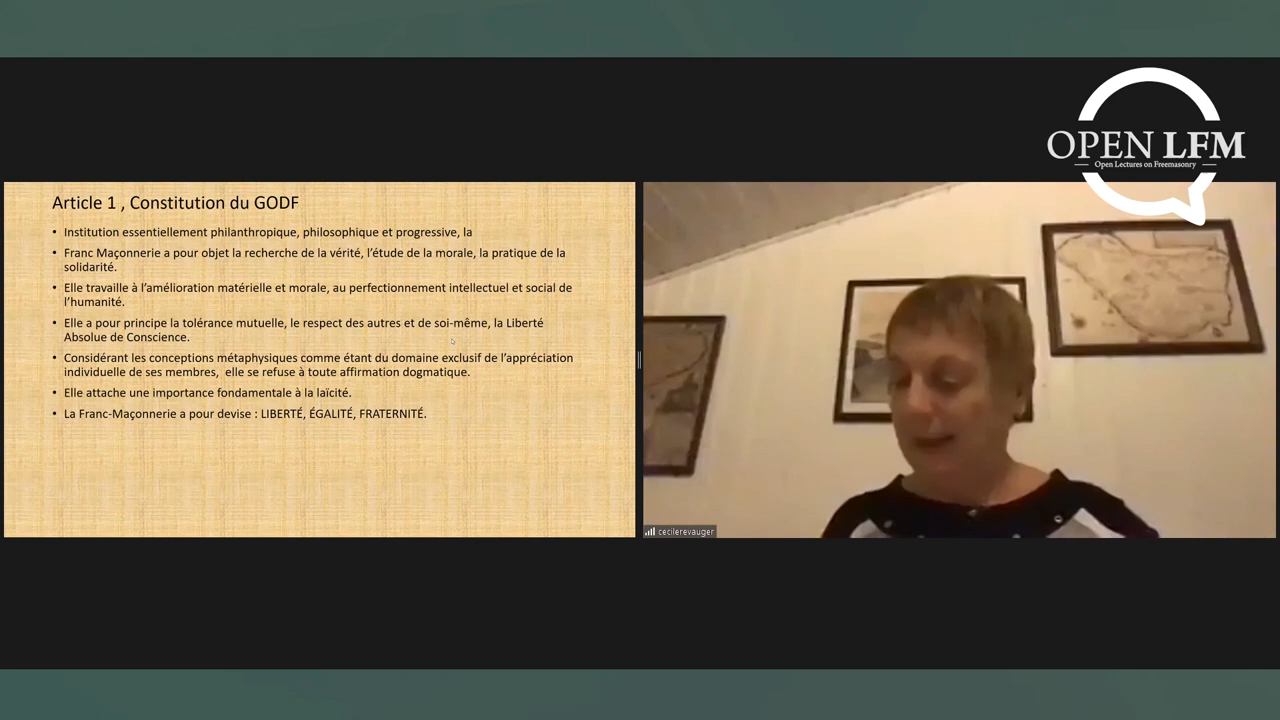 OPEN LFM
Open Lectures on Freemasonry
Article 1 , Constitution du GODF
• Institution essentiellement philanthropique, philosophique et progressive, la
• Franc Maçonnerie a pour objet la recherche de la vérité, l’étude de la morale, la pratique de la
solidarité.
• Elle travaille à l’amélioration matérielle et morale, au perfectionnement intellectuel et social de
l’humanité.
• Elle a pour principe la tolérance mutuelle, le respect des autres et de soi-même, la Liberté
Absolue de Conscience.
• Considérant les conceptions métaphysiques comme étant du domaine exclusif de l’appréciation
individuelle de ses membres, elle se refuse à toute affirmation dogmatique.
• Elle attache une importance fondamentale à la laïcité.
• La Franc-Maçonnerie a pour devise : LIBERTÉ, ÉGALITÉ, FRATERNITÉ.
cecilerevauger